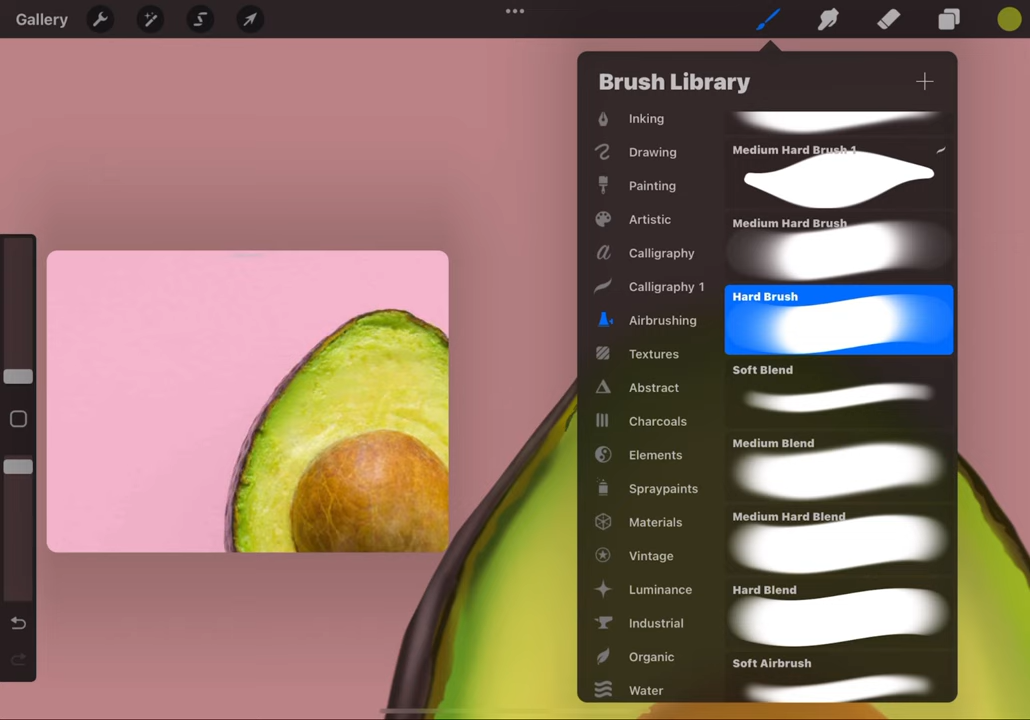 Gallery
Brush Library
Inking
Drawing
Painting
Artistic
Calligraphy
Calligraphy 1
Airbrushing
Textures
Abstract
Charcoals
Elements
Spraypaints
Materials
Vintage
Luminance
Industrial
Organic
Water
Medium Hard Brush 1
Medium Hard Brush
Hard Brush
Soft Blend
Medium Blend
Medium Hard Blend
Hard Blend
Soft Airbrush